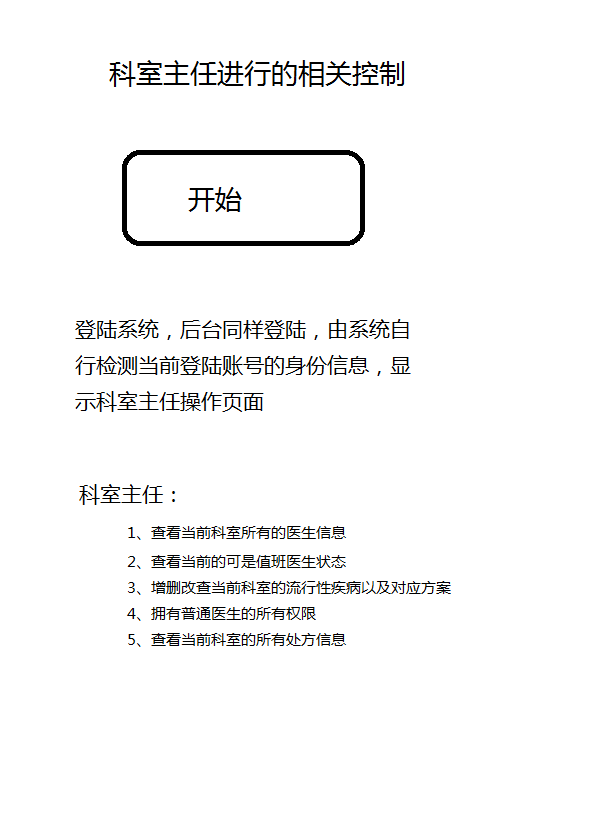 科室主任进行的相关控制
开始
登陆系统，后台同样登陆，由系统自
行检测当前登陆账号的身份信息，显
示科室主任操作页面
科室主任：
1、查看当前科室所有的医生信息
2、查看当前的可是值班医生状态
3、增删改查当前科室的流行性疾病以及对应方案
4、拥有普通医生的所有权限
5、查看当前科室的所有处方信息